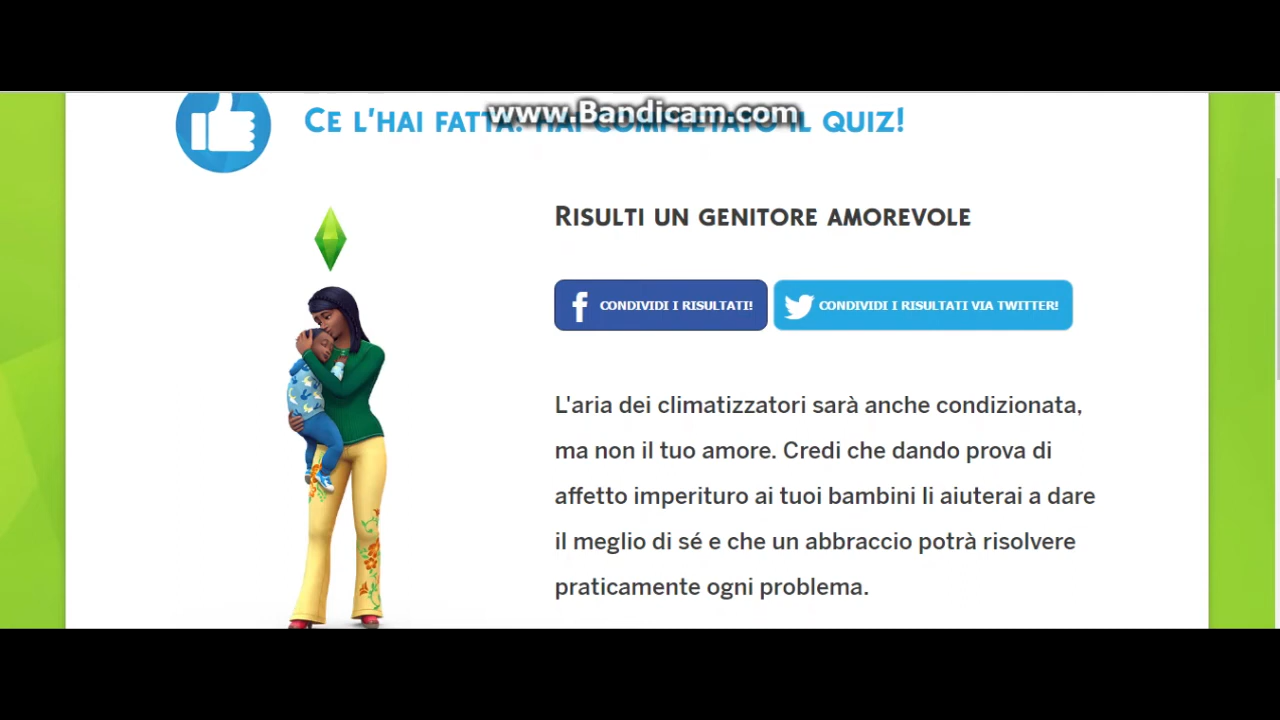 www.Bandicam.com
CE L'HAI FATTA! HAI COMPLETATO IL QUIZ!
RISULTI UN GENITORE AMOREVOLE
CONDIVIDI I RISULTATI!
CONDIVIDI I RISULTATI VIA TWITTER!
L'aria dei climatizzatori sarà anche condizionata,
ma non il tuo amore. Credi che dando prova di
affetto imperituro ai tuoi bambini li aiuterai a dare
il meglio di sé e che un abbraccio potrà risolvere
praticamente ogni problema.